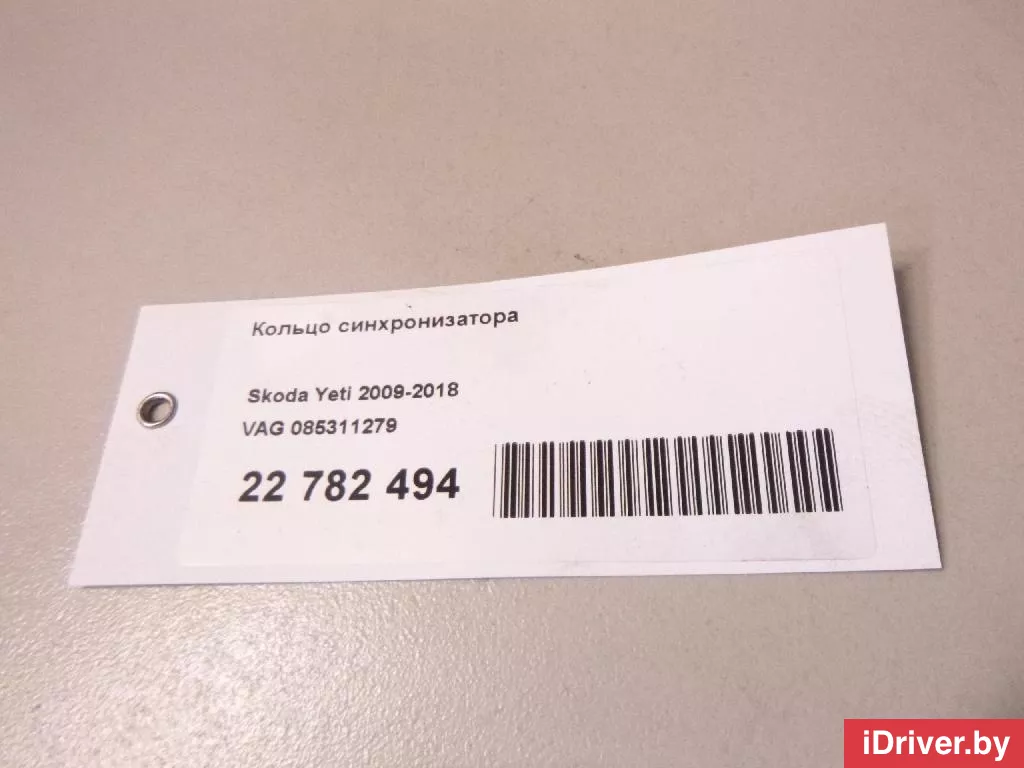 Кольцо синхронизатора
Skoda Yeti 2009-2018
VAG 085311279
22 782 494
iDriver.by